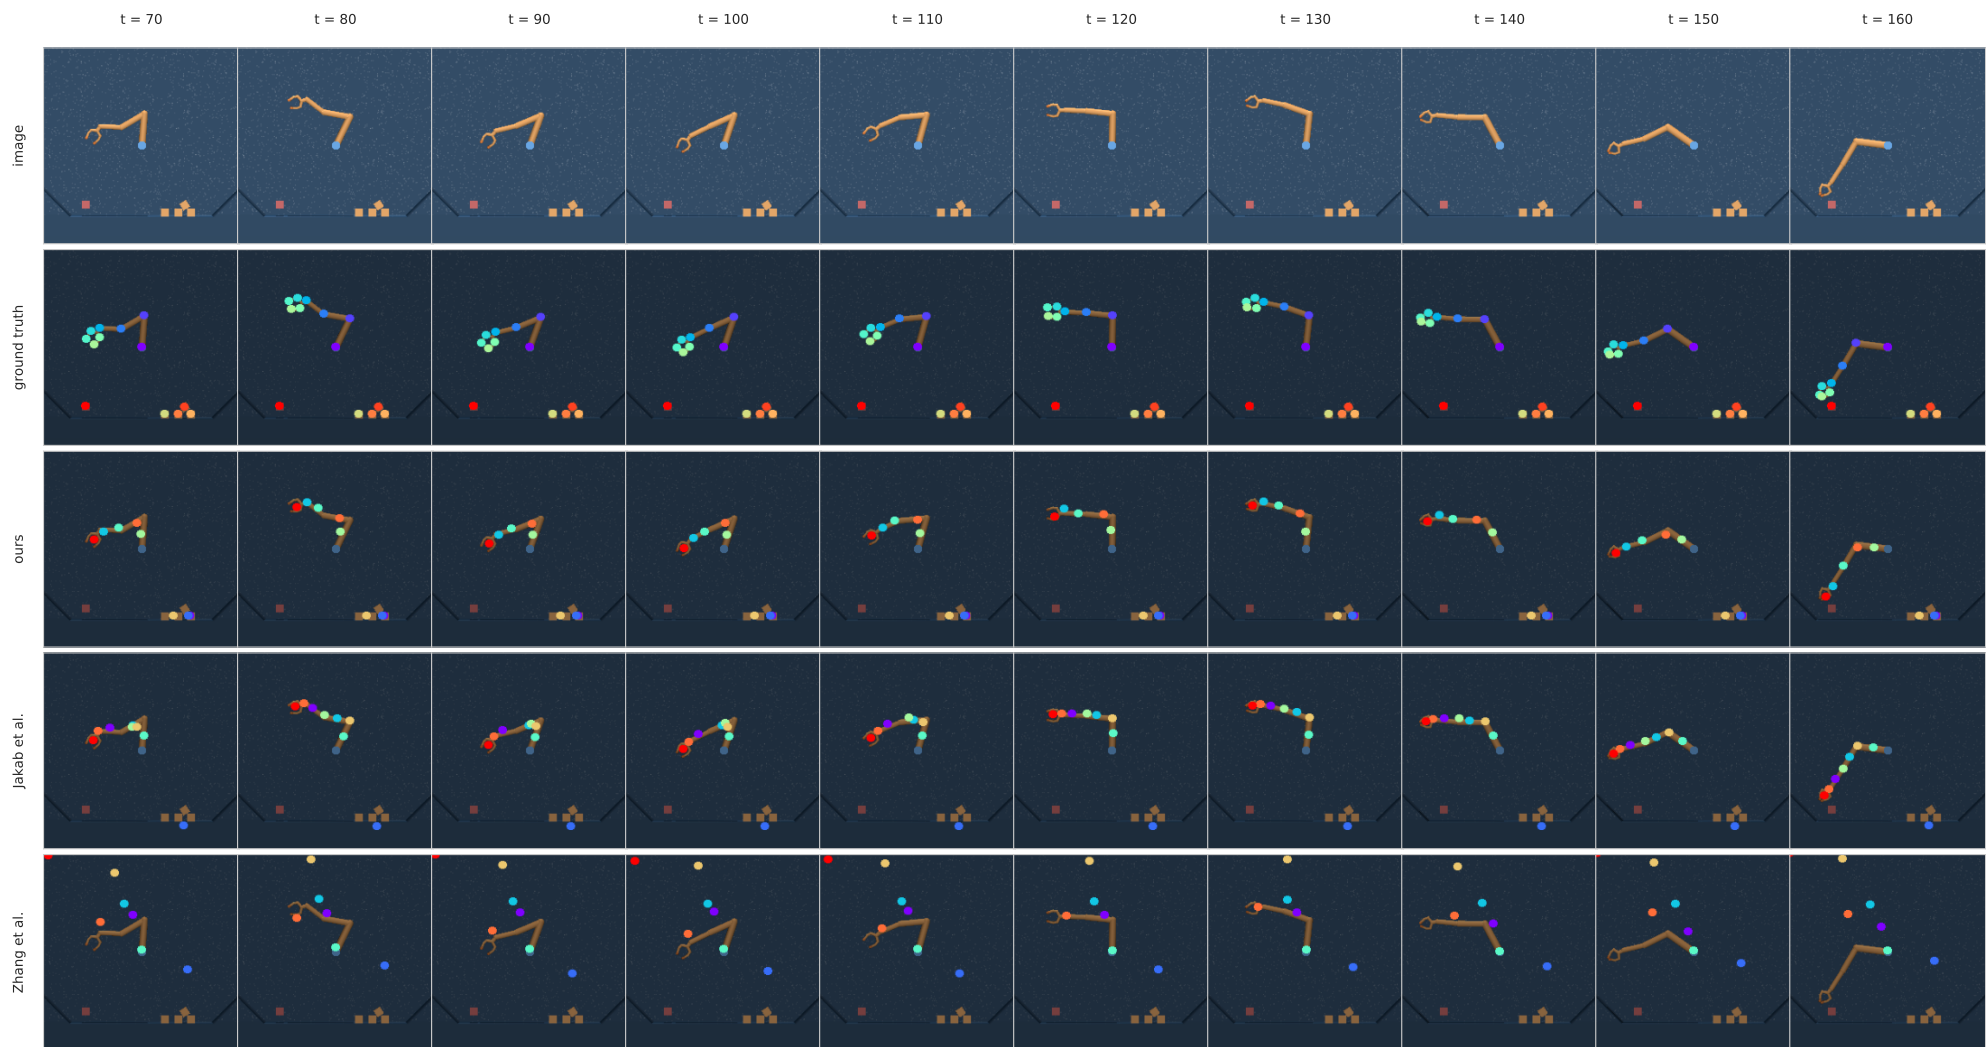 t = 70 t = 80 t = 90 t = 100 t = 110 t = 120 t = 130 t = 140 t = 150 t = 160
image
ground truth
ours
Jakab et al.
Zhang et al.